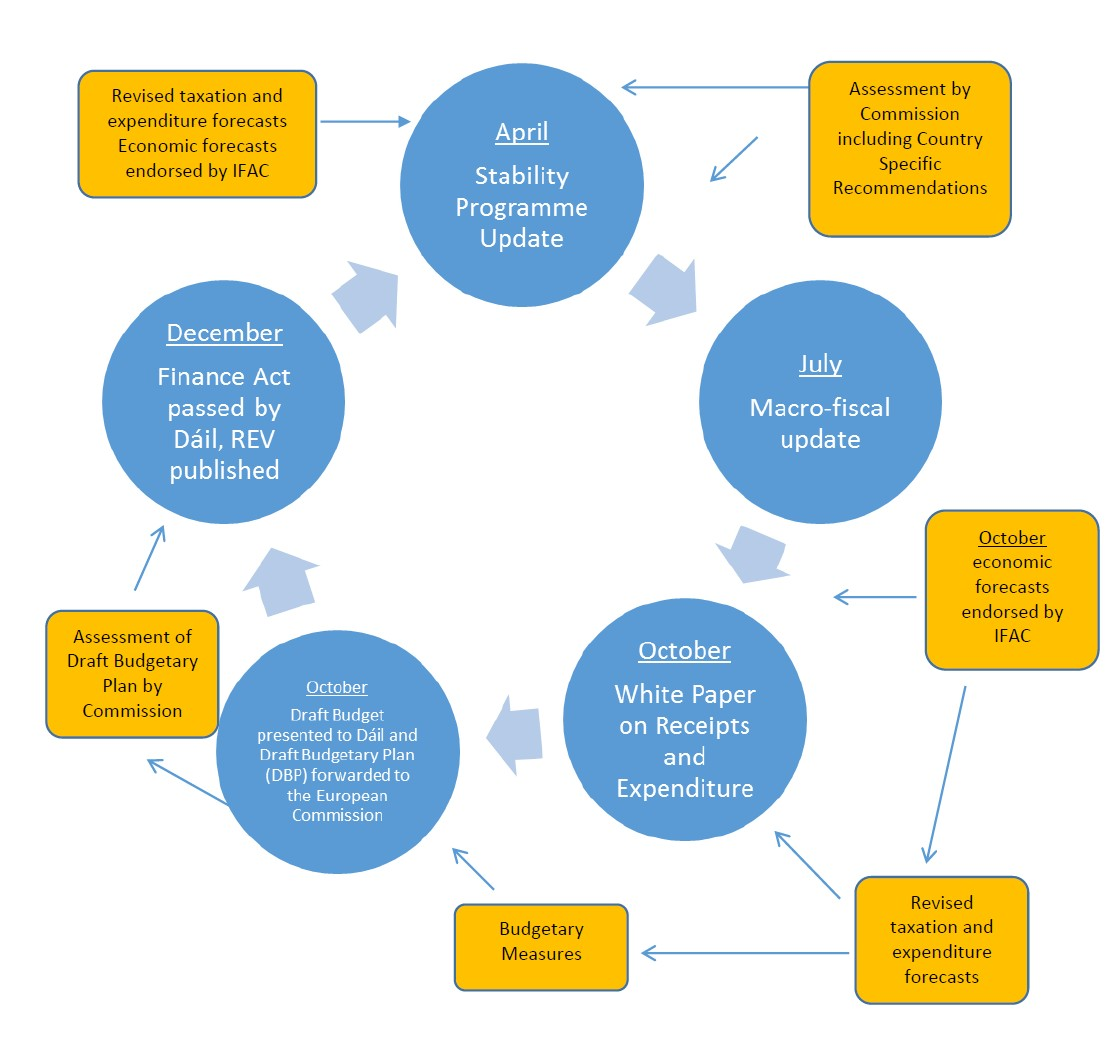 Revised taxation and
expenditure forecasts
Economic forecasts
endorsed by IFAC
April
Stability
Programme
Update
Assessment by
Commission
including Country
Specific
Recommendations
December
Finance Act
passed by
Dáil, REV
published
July
Macro-fiscal
update
October
economic
forecasts
endorsed by
IFAC
Assessment of
Draft Budgetary
Plan by
Commission
October
Draft Budget
presented to Dáil and
Draft Budgetary Plan
(DBP) forwarded to
the European
Commission
October
White Paper
on Receipts
and
Expenditure
Budgetary
Measures
Revised
taxation and
expenditure
forecasts